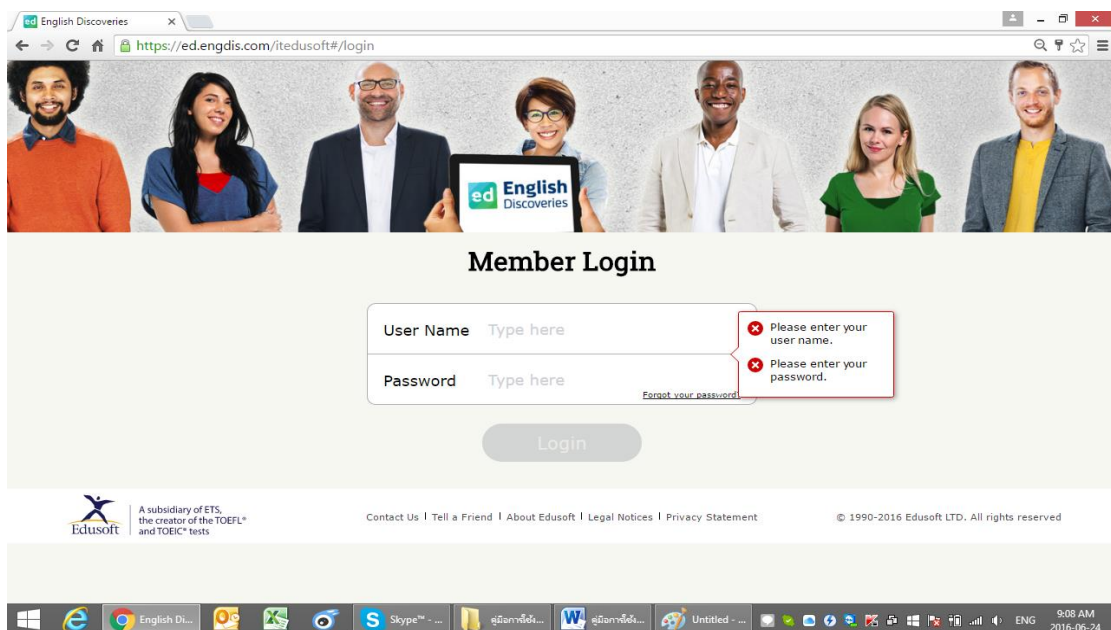 ed English Discoveries
https://ed.engdis.com/itedusoft#/login
ed English
Discoveries
Member Login
User Name Type here
Please enter your
user name.
Please enter your
password.
Password Type here
Forgot your password?
Login
Edusoft
A subsidiary of ETS,
the creator of the TOEFL®
and TOEIC® tests
Contact Us | Tell a Friend | About Edusoft | Legal Notices | Privacy Statement
© 1990-2016 Edusoft LTD. All rights reserved
English Di...
Skype™ - ...
Untitled - ...
ENG
9:08 AM
2016-06-24